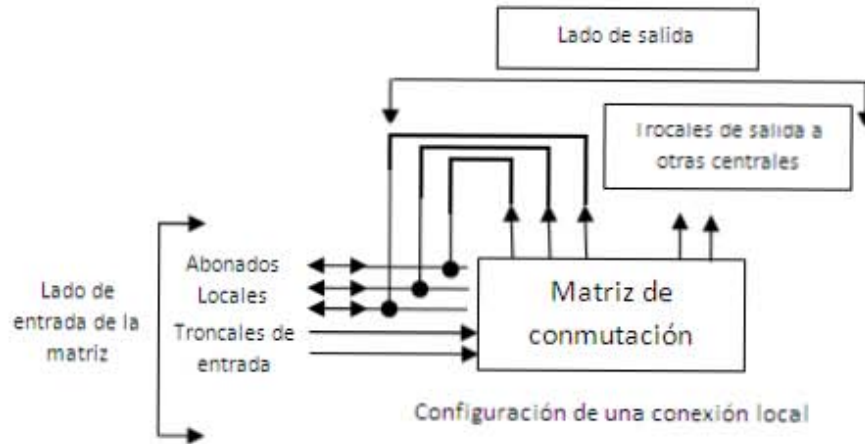 Lado de salida
Trocales de salida a
otras centrales
Abonados
Locales
Troncales de
entrada
Lado de
entrada de la
matriz
Matriz de
conmutación
Configuración de una conexión local